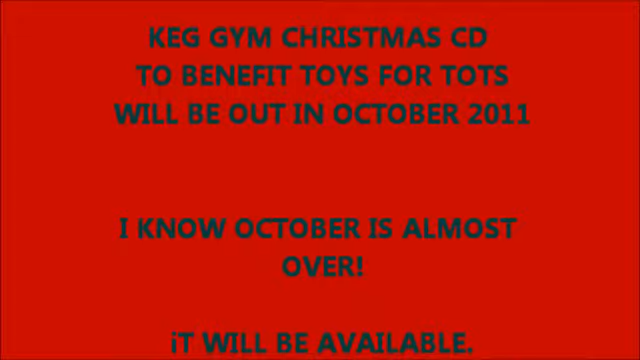 KEG GYM CHRISTMAS CD
TO BENEFIT TOYS FOR TOTS
WILL BE OUT IN OCTOBER 2011
I KNOW OCTOBER IS ALMOST
OVER!
iT WILL BE AVAILABLE.